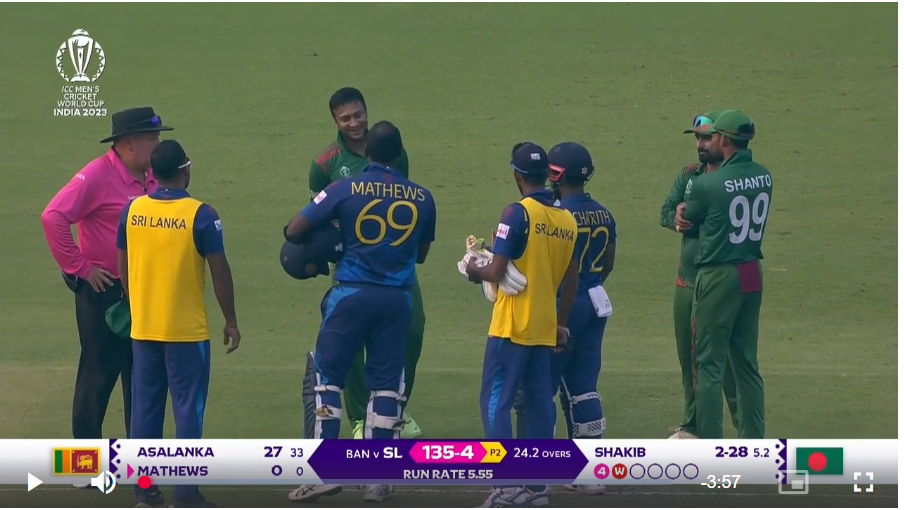 ICC MEN'S
CRICKET
WORLD CUP
INDIA 2023
MATHEWS
69
SRI LANKA
SRI LANKA
CHARITH
72
SHANTO
99
ASALANKA 27 33
MATHEWS 0 0
BAN v SL 135-4 P2 24.2 OVERS
RUN RATE 5.55
SHAKIB 2-28 5.2
4 W
-3:57